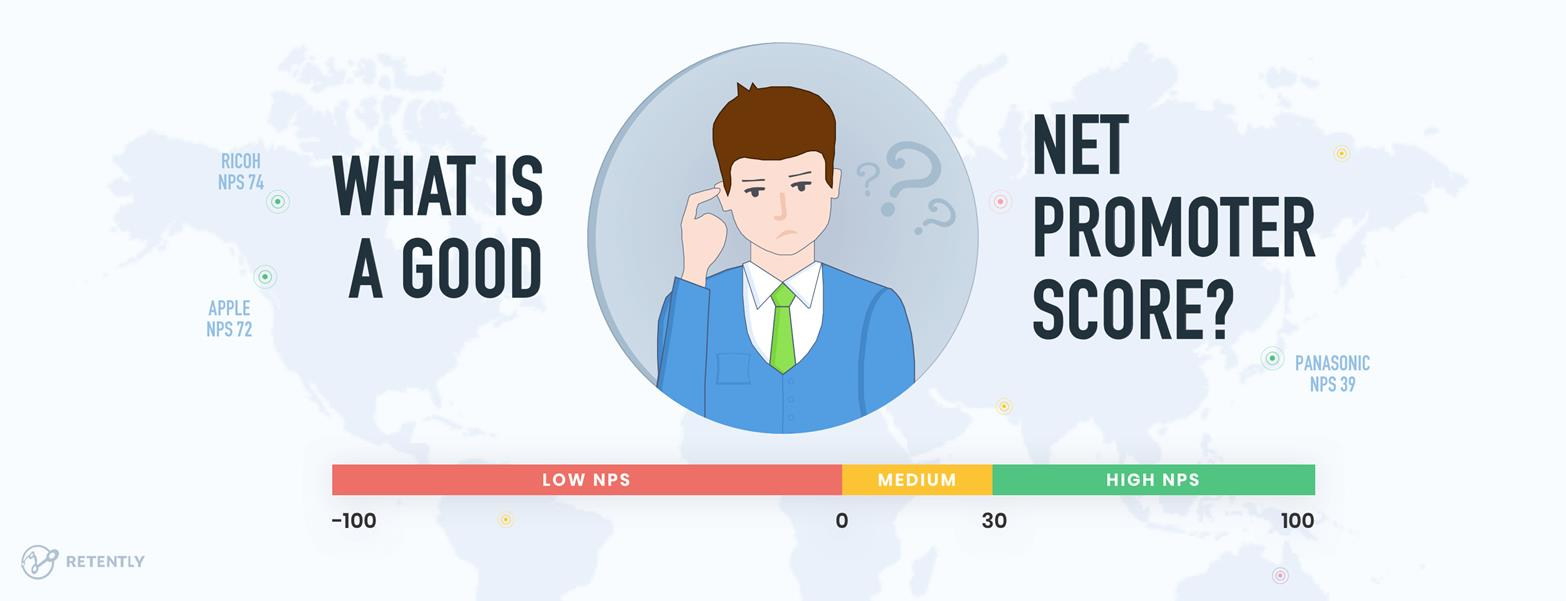 WHAT IS
A GOOD
NET
PROMOTER
SCORE?
RICOH
NPS 74
APPLE
NPS 72
PANASONIC
NPS 39
LOW NPS
MEDIUM
HIGH NPS
-100
0
30
100
RETENTLY